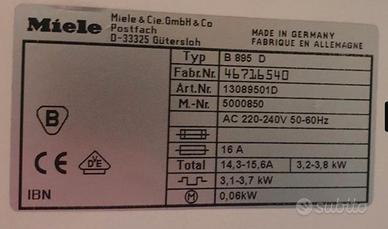 Miele
Miele & Cie.GmbH & Co
Postfach
D-33325 Gütersloh
MADE IN GERMANY
FABRIQUE EN ALLEMAGNE
Typ B 895 D
Fabr.Nr. 46716540
Art.Nr. 13089501D
M.-Nr. 5000850
AC 220-240V 50-60Hz
16 A
Total 14,3-15,6A 3,2-3,8 kW
3,1-3,7 kW
M 0,06kW
B
CE
VDE
IBN
subito